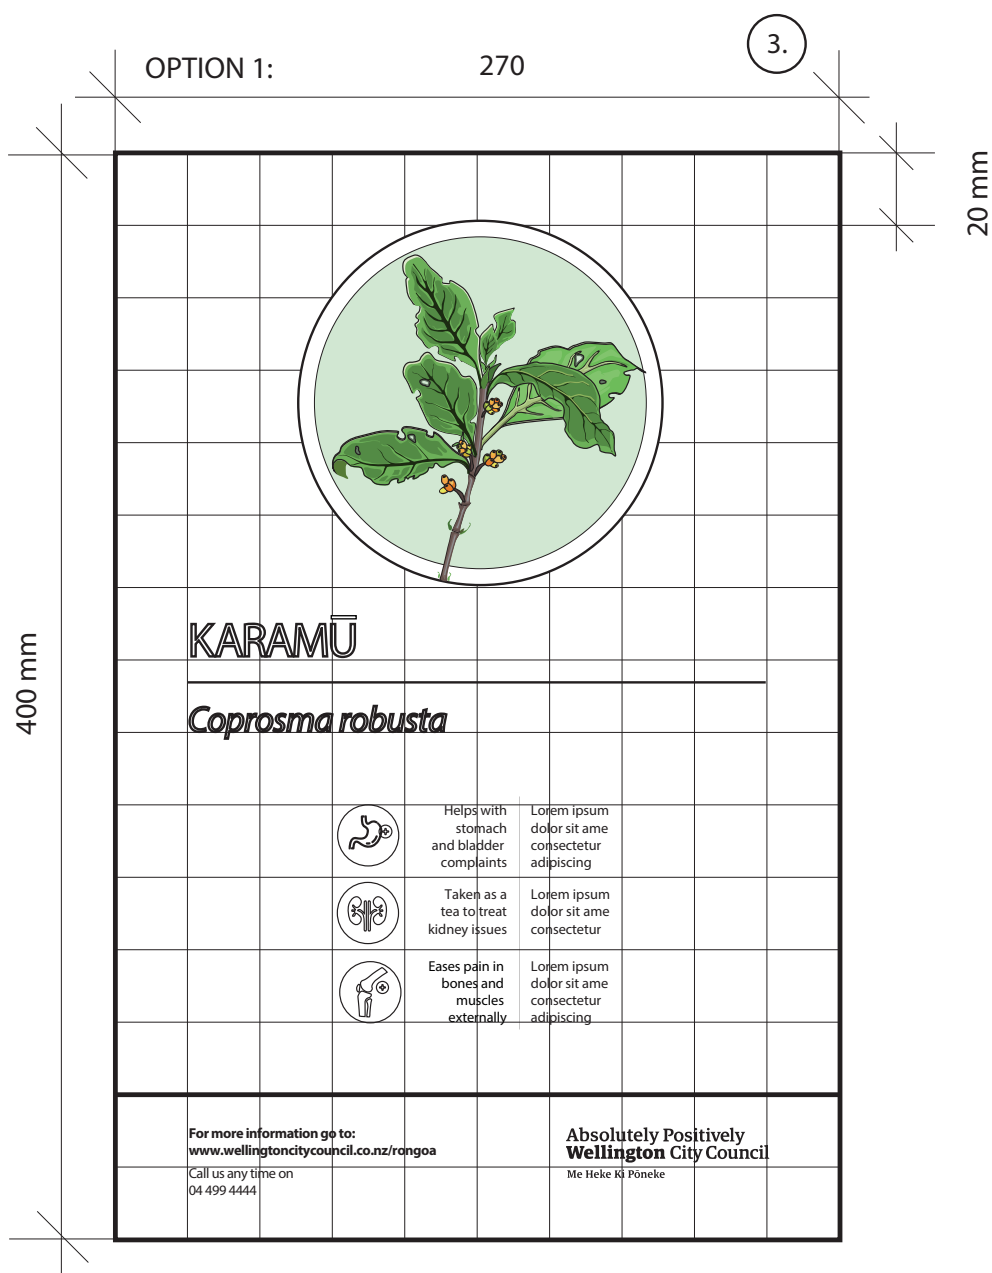 OPTION 1:
270
3.
20 mm
400 mm
KARAMŪ
Coprosma robusta
Helps with
stomach
and bladder
complaints
Lorem ipsum
dolor sit ame
consectetur
adipiscing
Taken as a
tea to treat
kidney issues
Lorem ipsum
dolor sit ame
consectetur
Eases pain in
bones and
muscles
externally
Lorem ipsum
dolor sit ame
consectetur
adipiscing
For more information go to:
www.wellingtoncitycouncil.co.nz/rongoa
Call us any time on
04 499 4444
Absolutely Positively
Wellington City Council
Me Heke Ki Pōneke